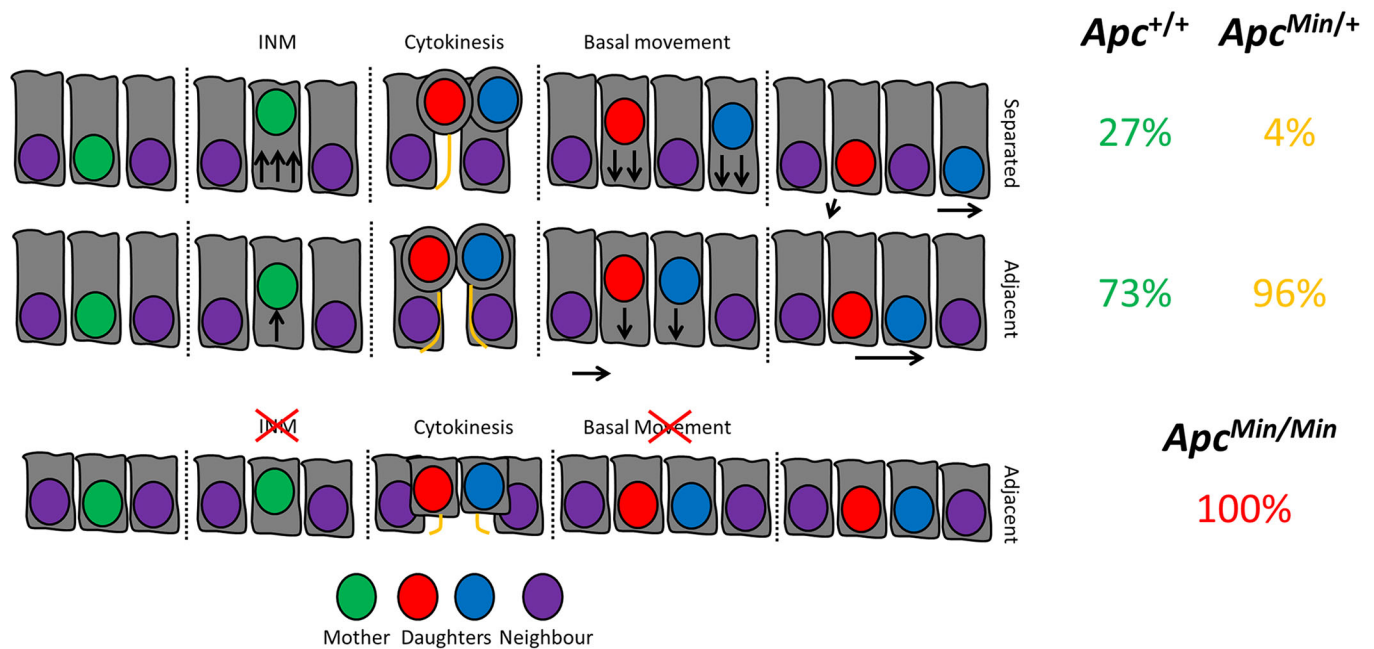 Apc+/+ ApcMin/+
INM Cytokinesis Basal movement
Separated
27% 4%
Adjacent
73% 96%
INM Cytokinesis Basal Movement
ApcMin/Min
Adjacent
100%
Mother Daughters Neighbour